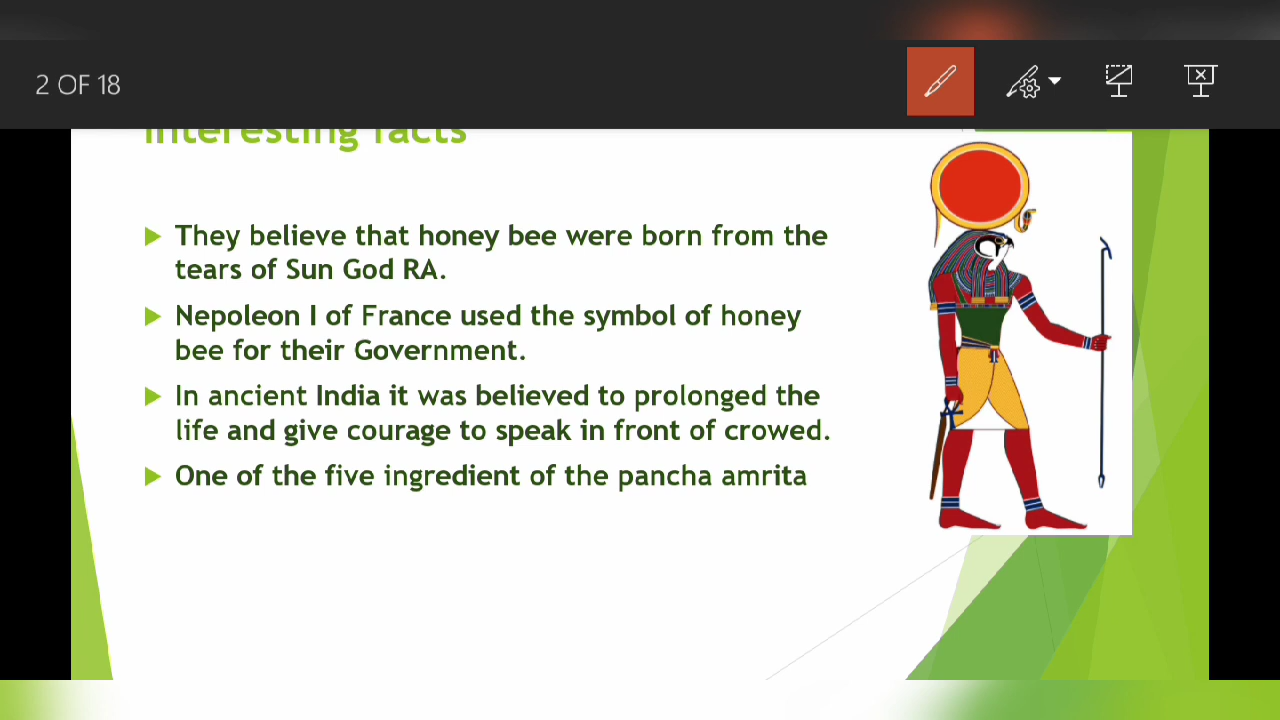 2 OF 18
Interesting facts
They believe that honey bee were born from the
tears of Sun God RA.
Nepoleon I of France used the symbol of honey
bee for their Government.
In ancient India it was believed to prolonged the
life and give courage to speak in front of crowed.
One of the five ingredient of the pancha amrita